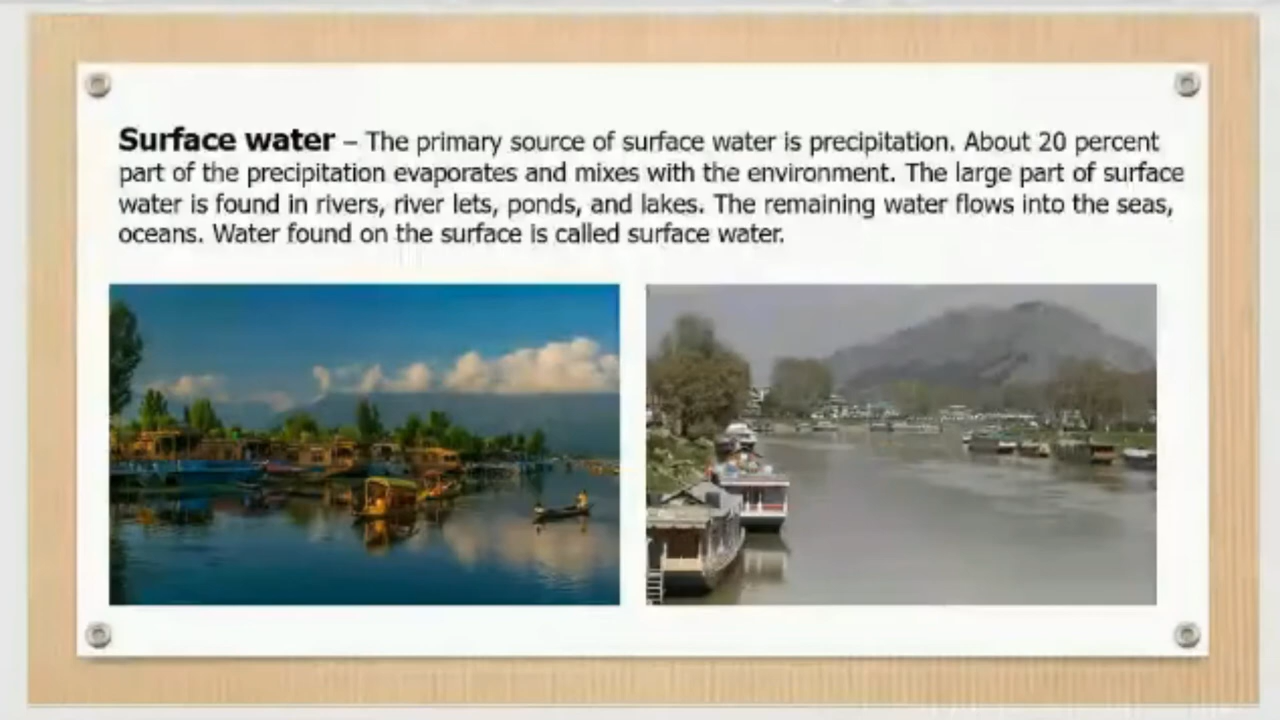 Surface water – The primary source of surface water is precipitation. About 20 percent
part of the precipitation evaporates and mixes with the environment. The large part of surface
water is found in rivers, river lets, ponds, and lakes. The remaining water flows into the seas,
oceans. Water found on the surface is called surface water.